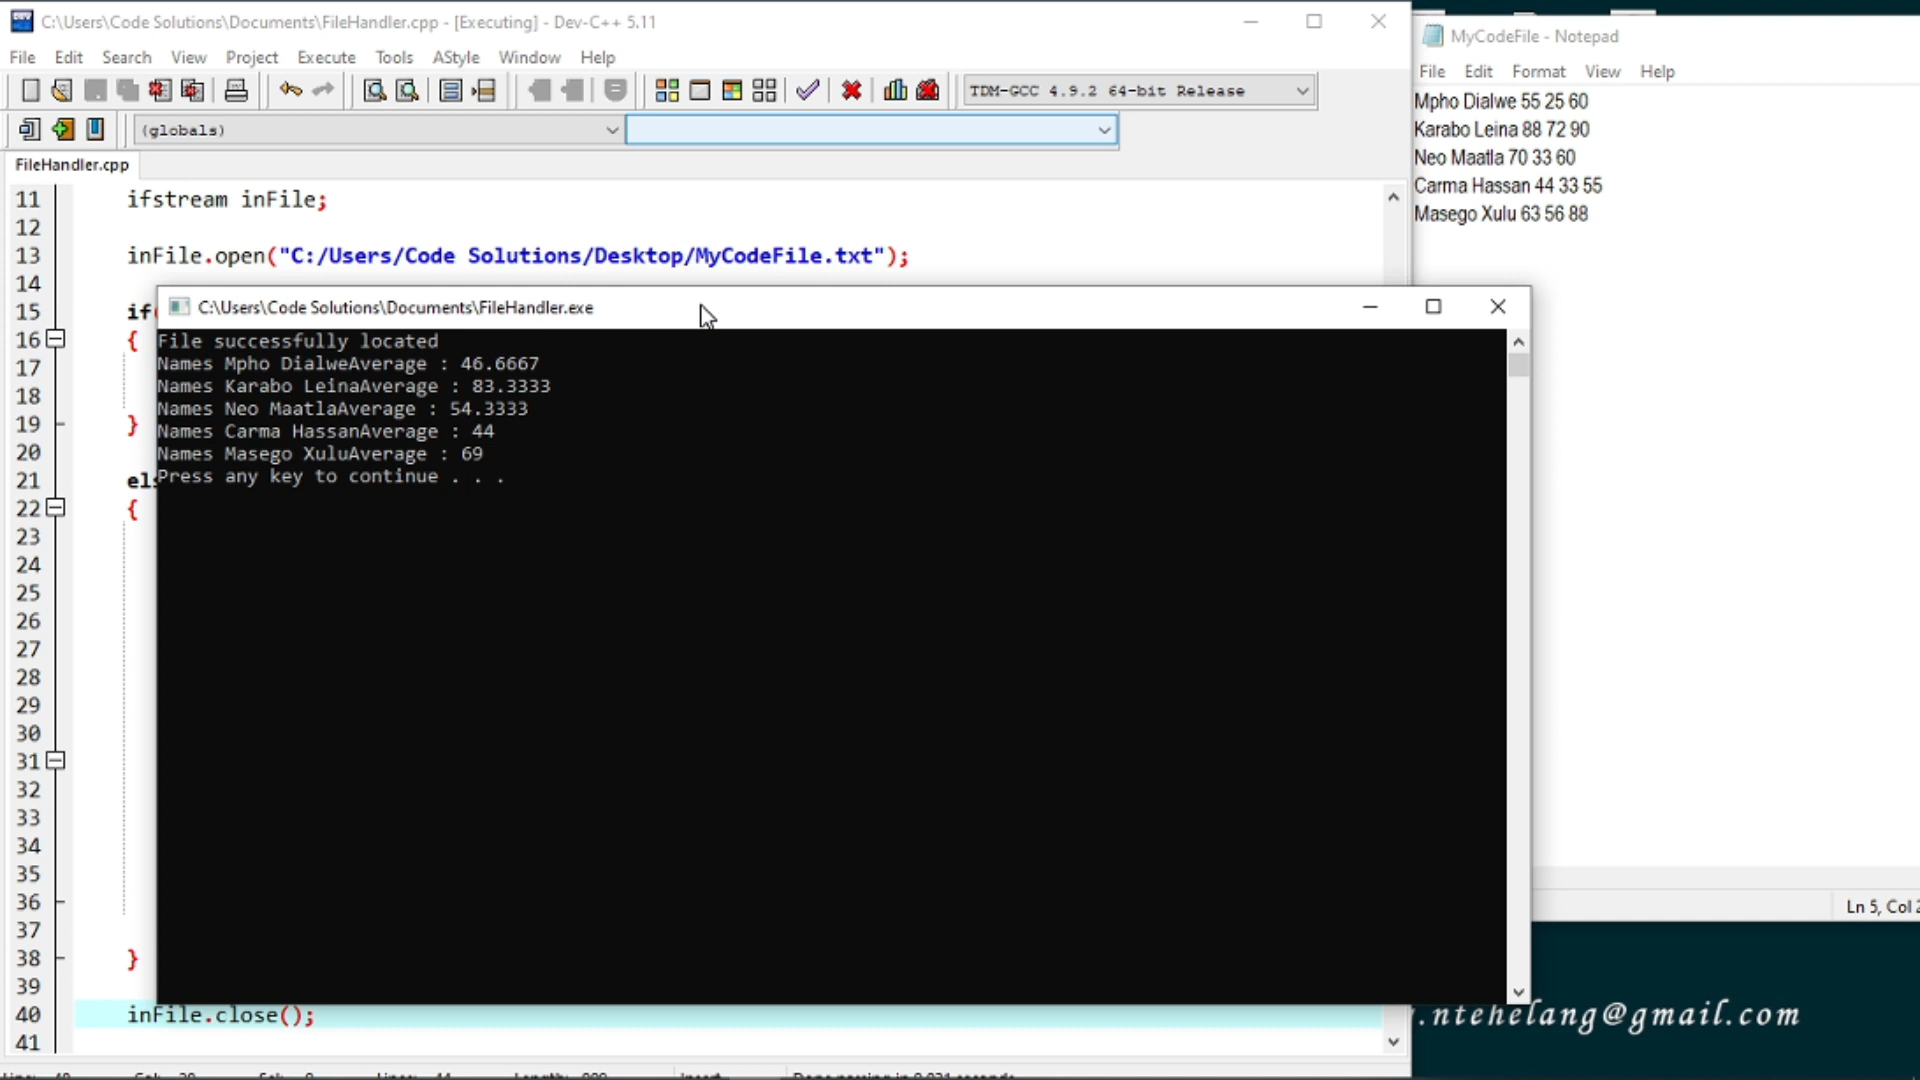 C:\Users\Code Solutions\Documents\FileHandler.cpp - [Executing] - Dev-C++ 5.11
File Edit Search View Project Execute Tools AStyle Window Help
TDM-GCC 4.9.2 64-bit Release
(globals)
FileHandler.cpp
11 ifstream inFile;
12
13 inFile.open("C:/Users/Code Solutions/Desktop/MyCodeFile.txt");
14
15 if
16 {
17
18
19 }
20
21 els
22 {
23
24
25
26
27
28
29
30
31
32
33
34
35
36
37
38 }
39
40 inFile.close();
41
C:\Users\Code Solutions\Documents\FileHandler.exe
File successfully located
Names Mpho DialweAverage : 46.6667
Names Karabo LeinaAverage : 83.3333
Names Neo MaatlaAverage : 54.3333
Names Carma HassanAverage : 44
Names Masego XuluAverage : 69
Press any key to continue . . .
MyCodeFile - Notepad
File Edit Format View Help
Mpho Dialwe 55 25 60
Karabo Leina 88 72 90
Neo Maatla 70 33 60
Carma Hassan 44 33 55
Masego Xulu 63 56 88
Ln 5, Col
.ntehelang@gmail.com